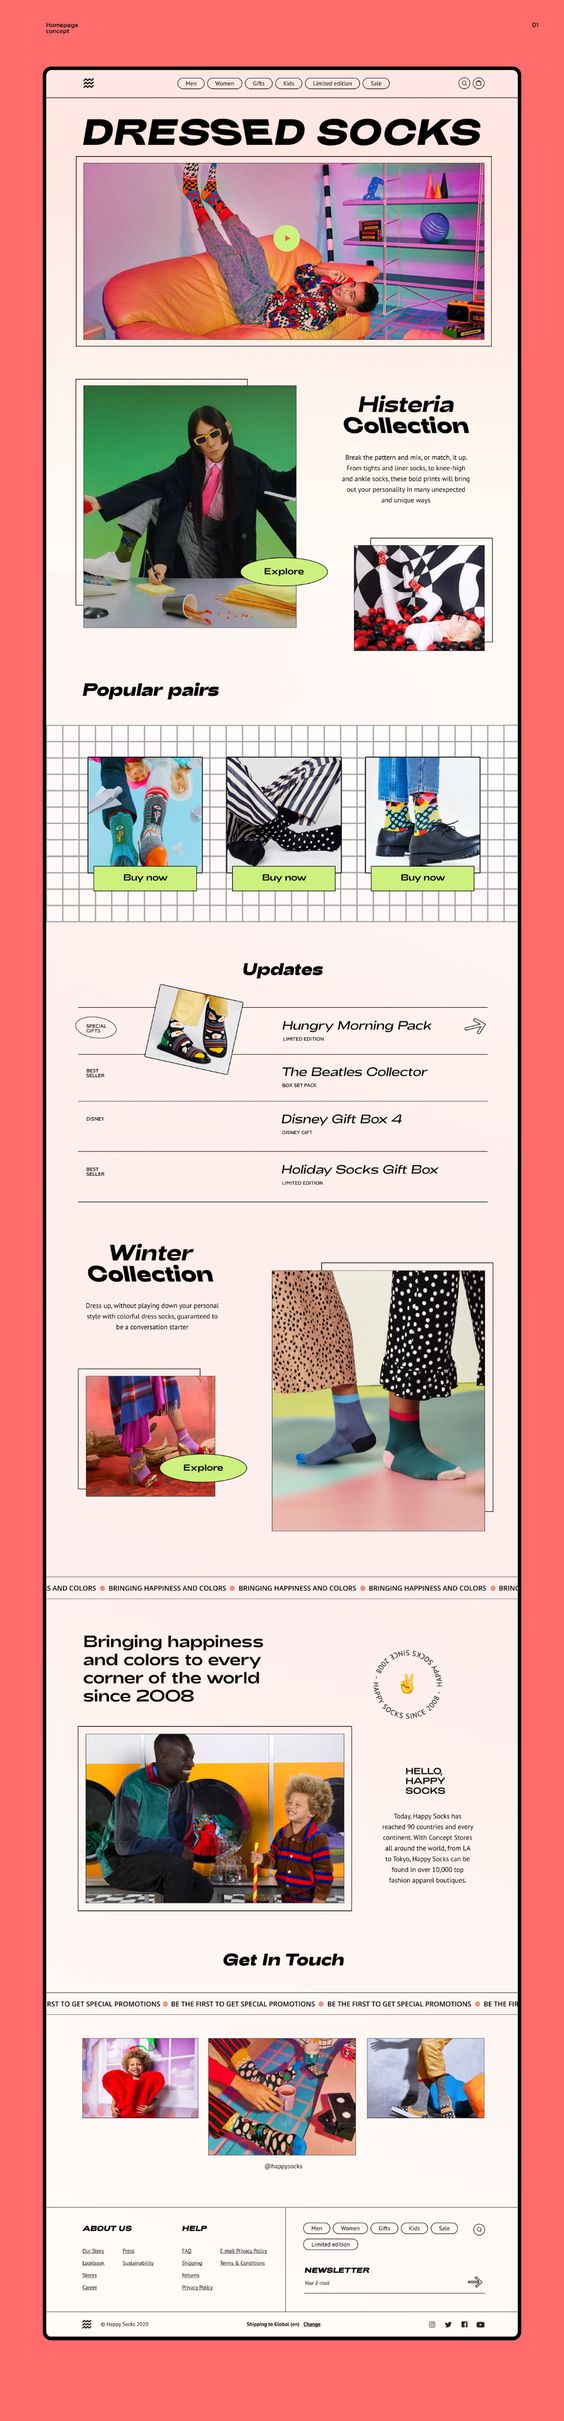 Homepage
concept
01
Men
Women
Gifts
Kids
Limited edition
Sale
DRESSED SOCKS
Histeria
Collection
Break the pattern and mix, or match, it up.
From tights and liner socks, to knee-high
and ankle socks, these bold prints will bring
out your personality in many unexpected
and unique ways
Explore
Popular pairs
Buy now
Buy now
Buy now
Updates
SPECIAL
GIFTS
Hungry Morning Pack
LIMITED EDITION
BEST
SELLER
The Beatles Collector
BOX SET PACK
DISNEY
Disney Gift Box 4
DISNEY GIFT
BEST
SELLER
Holiday Socks Gift Box
LIMITED EDITION
Winter
Collection
Dress up, without playing down your personal
style with colorful dress socks, guaranteed to
be a conversation starter
Explore
S AND COLORS BRINGING HAPPINESS AND COLORS BRINGING HAPPINESS AND COLORS BRINGING HAPPINESS AND COLORS BRING
Bringing happiness
and colors to every
corner of the world
since 2008
HAPPY SOCKS SINCE 2008 - HAPPY SOCKS SINCE 2008 -
HELLO,
HAPPY
SOCKS
Today, Happy Socks has
reached 90 countries and every
continent. With Concept Stores
all around the world, from LA
to Tokyo, Happy Socks can be
found in over 10,000 top
fashion apparel boutiques.
Get In Touch
RST TO GET SPECIAL PROMOTIONS BE THE FIRST TO GET SPECIAL PROMOTIONS BE THE FIRST TO GET SPECIAL PROMOTIONS BE THE FIR
@happysocks
ABOUT US
Our Story
Press
Lookbook
Sustainability
Stores
Career
HELP
FAQ
E-mail Privacy Policy
Shipping
Terms & Conditions
Returns
Privacy Policy
Men
Women
Gifts
Kids
Sale
Limited edition
NEWSLETTER
Your E-mail
© Happy Socks 2020
Shipping to Global (en) Change